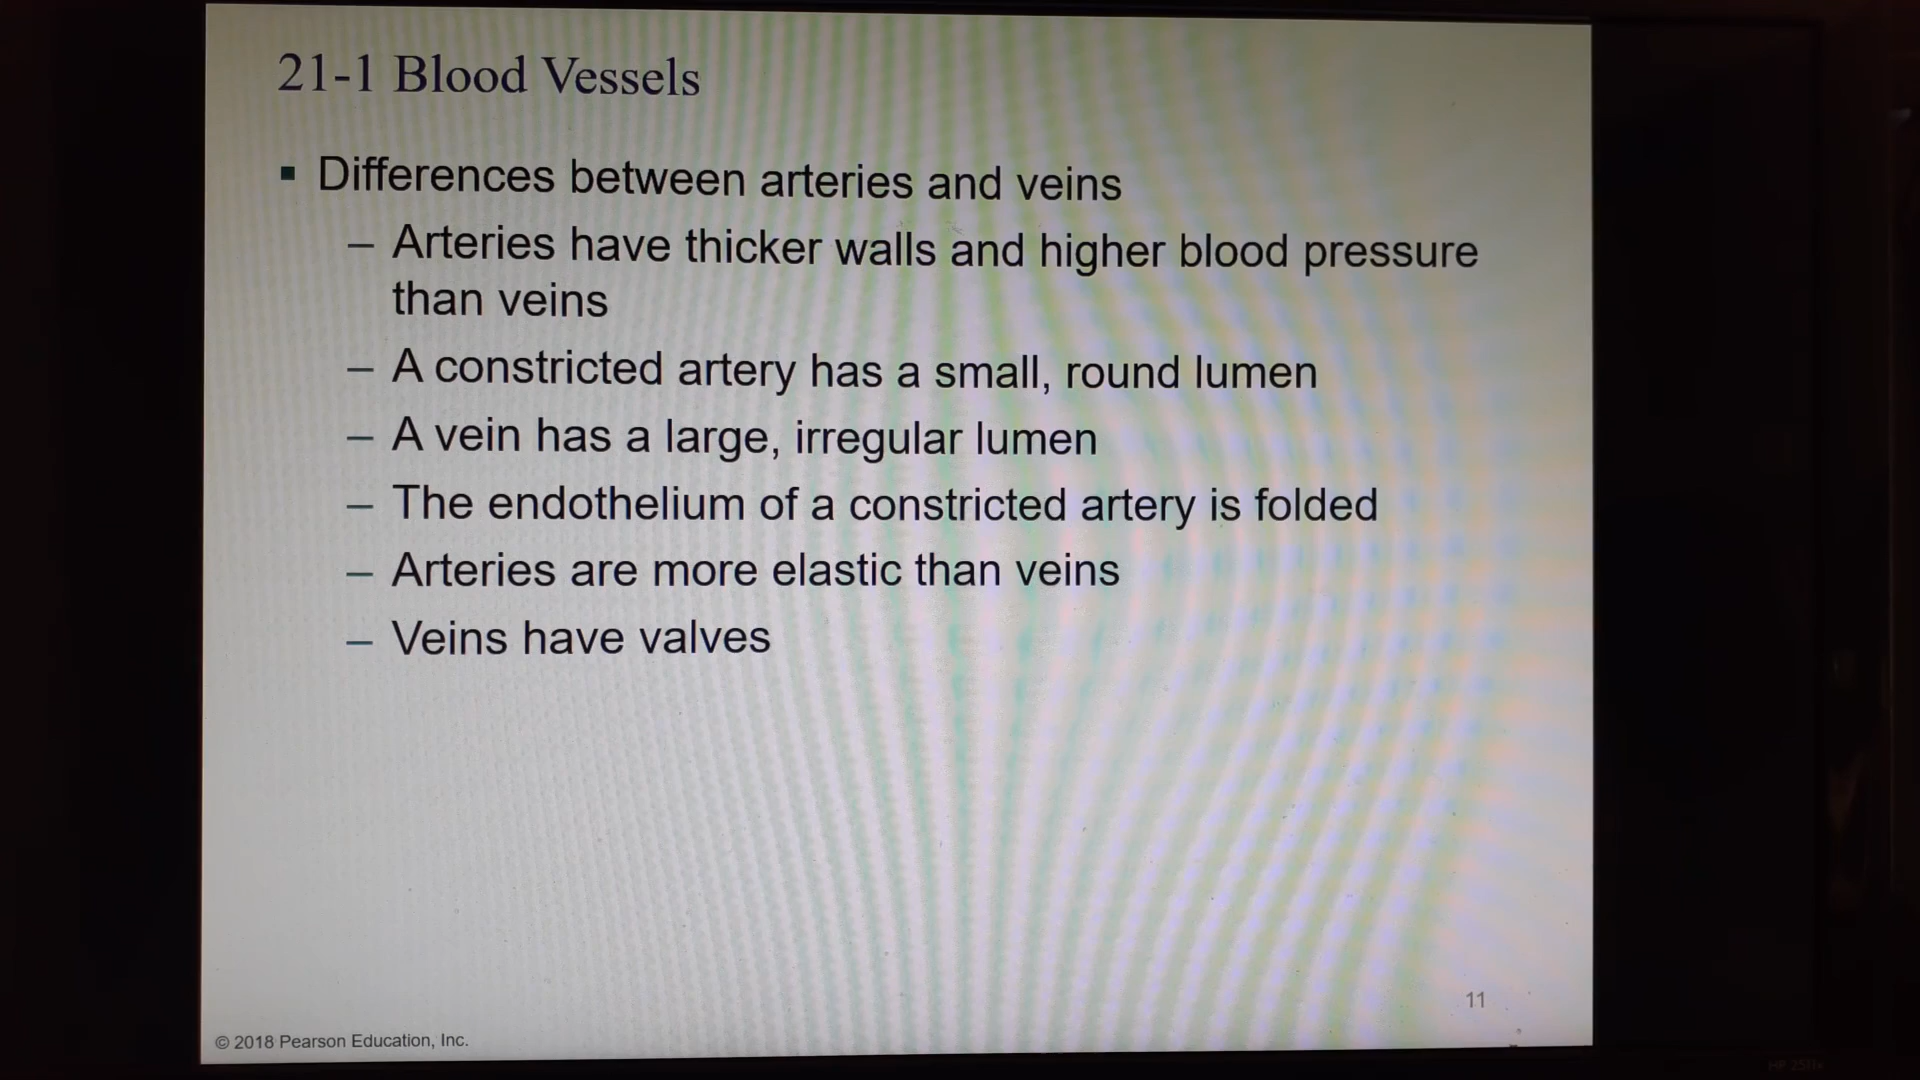 21-1 Blood Vessels
▪ Differences between arteries and veins
– Arteries have thicker walls and higher blood pressure
than veins
– A constricted artery has a small, round lumen
– A vein has a large, irregular lumen
– The endothelium of a constricted artery is folded
– Arteries are more elastic than veins
– Veins have valves
11
© 2018 Pearson Education, Inc.